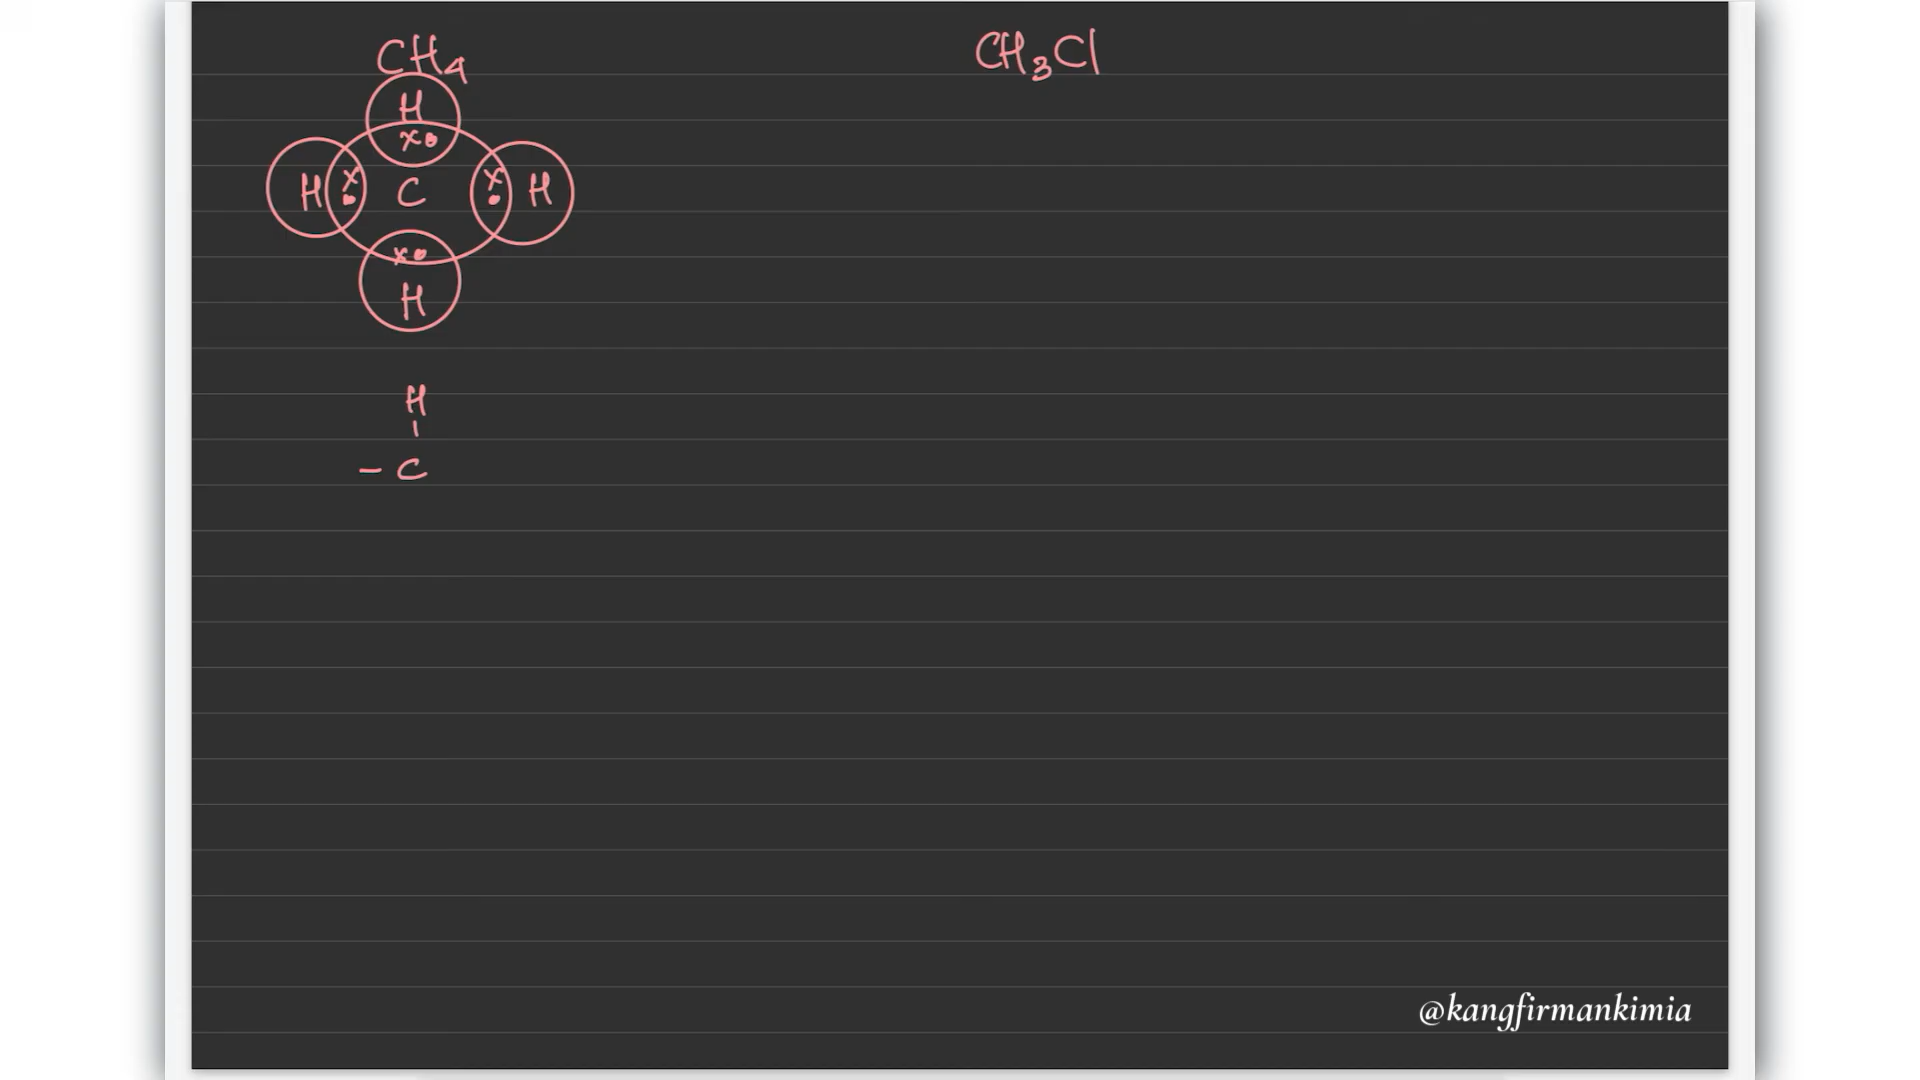 CH₄
CH₃Cl
H
x•
H x• C x• H
x•
H
H
|
– C
@kangfirmankimia